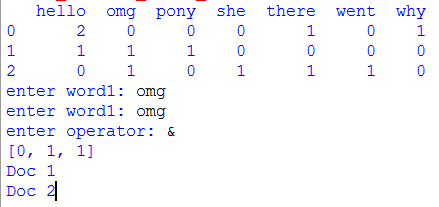 hello omg pony she there went why
0 2 0 0 0 1 0 1
1 1 1 1 0 0 0 0
2 0 1 0 1 1 1 0
enter word1: omg
enter word1: omg
enter operator: &
[0, 1, 1]
Doc 1
Doc 2